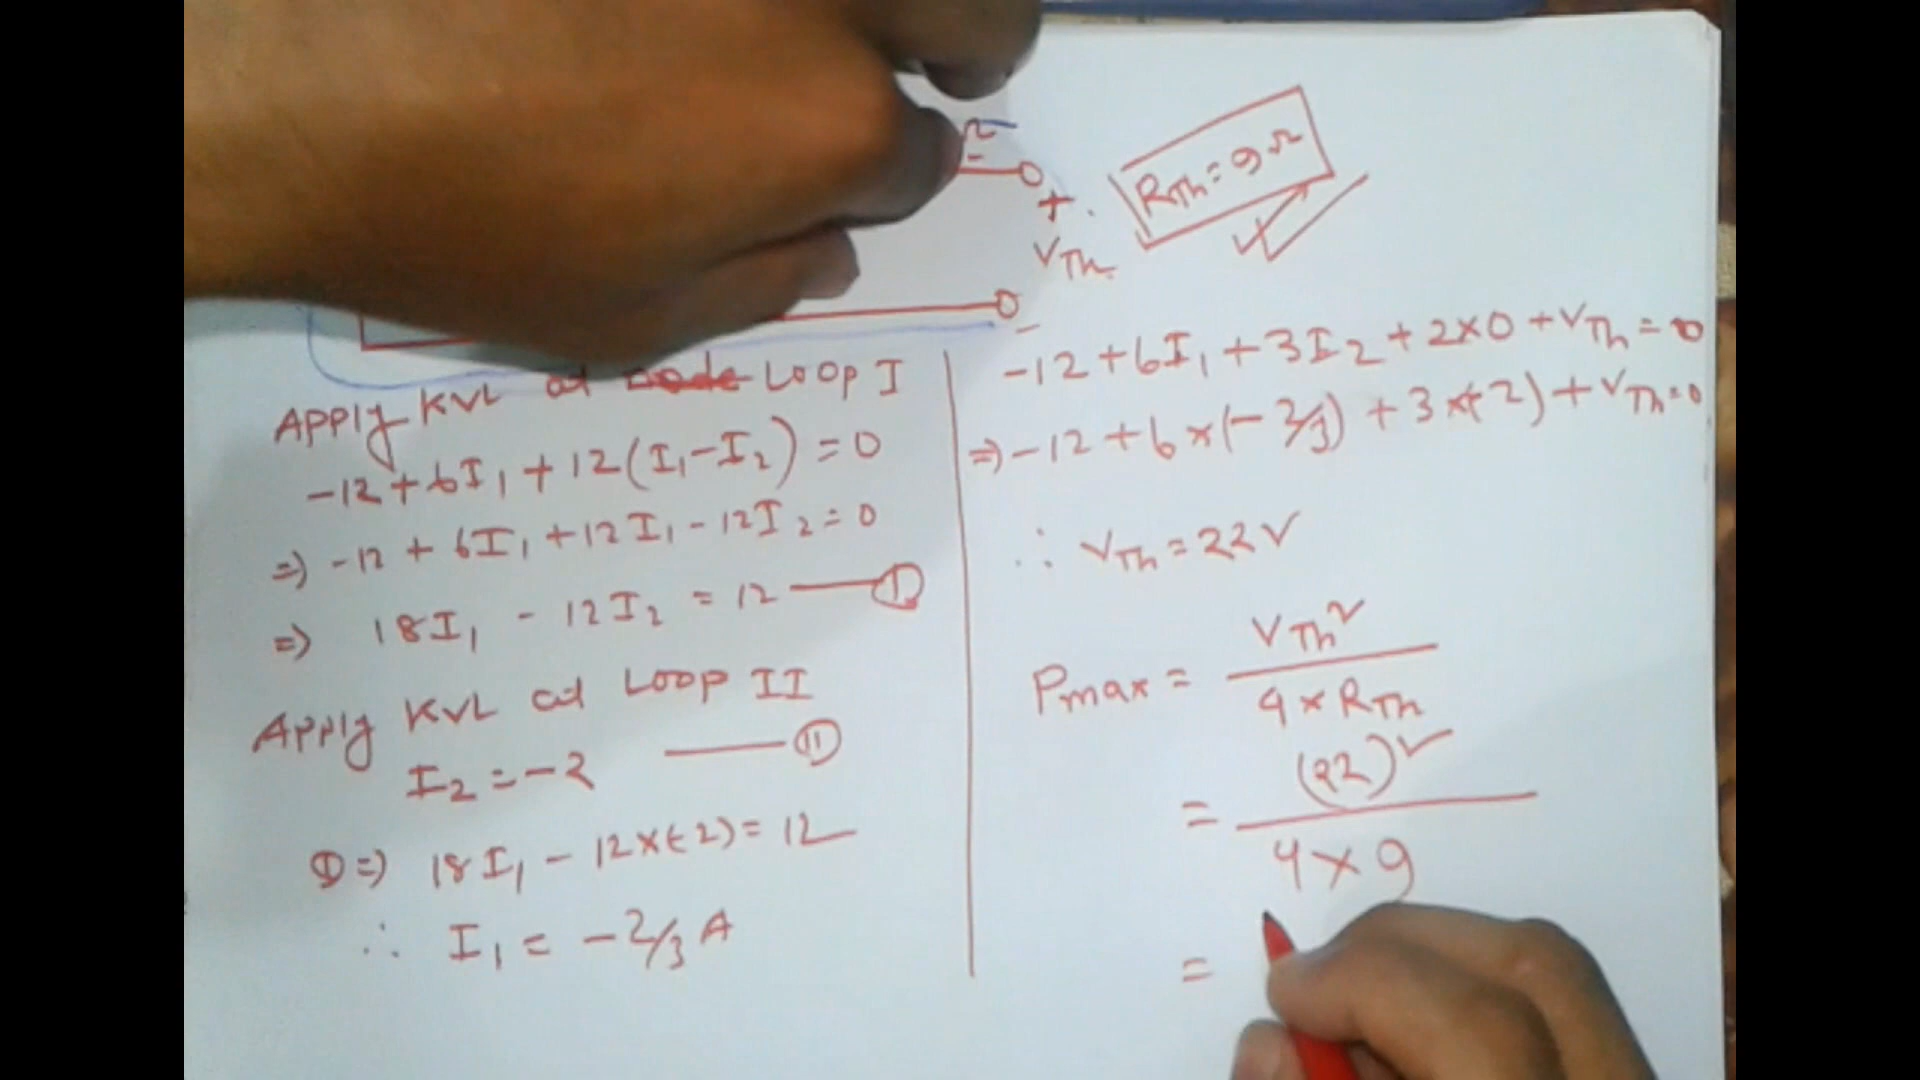 Ω
-
+
RTh = 9Ω
VTh
-
Apply KVL at Loop I
-12 + 6I1 + 12(I1-I2) = 0
=> -12 + 6I1 + 12I1 - 12I2 = 0
=> 18I1 - 12I2 = 12 — I
Apply KVL at Loop II
I2 = -2 — II
I => 18I1 - 12×(-2) = 12
∴ I1 = -2/3 A
-12 + 6I1 + 3I2 + 2×0 + VTh = 0
=> -12 + 6×(-2/3) + 3×(-2) + VTh = 0
∴ VTh = 22V
Pmax = VTh² / 4×RTh
= (22)² / 4×9
=